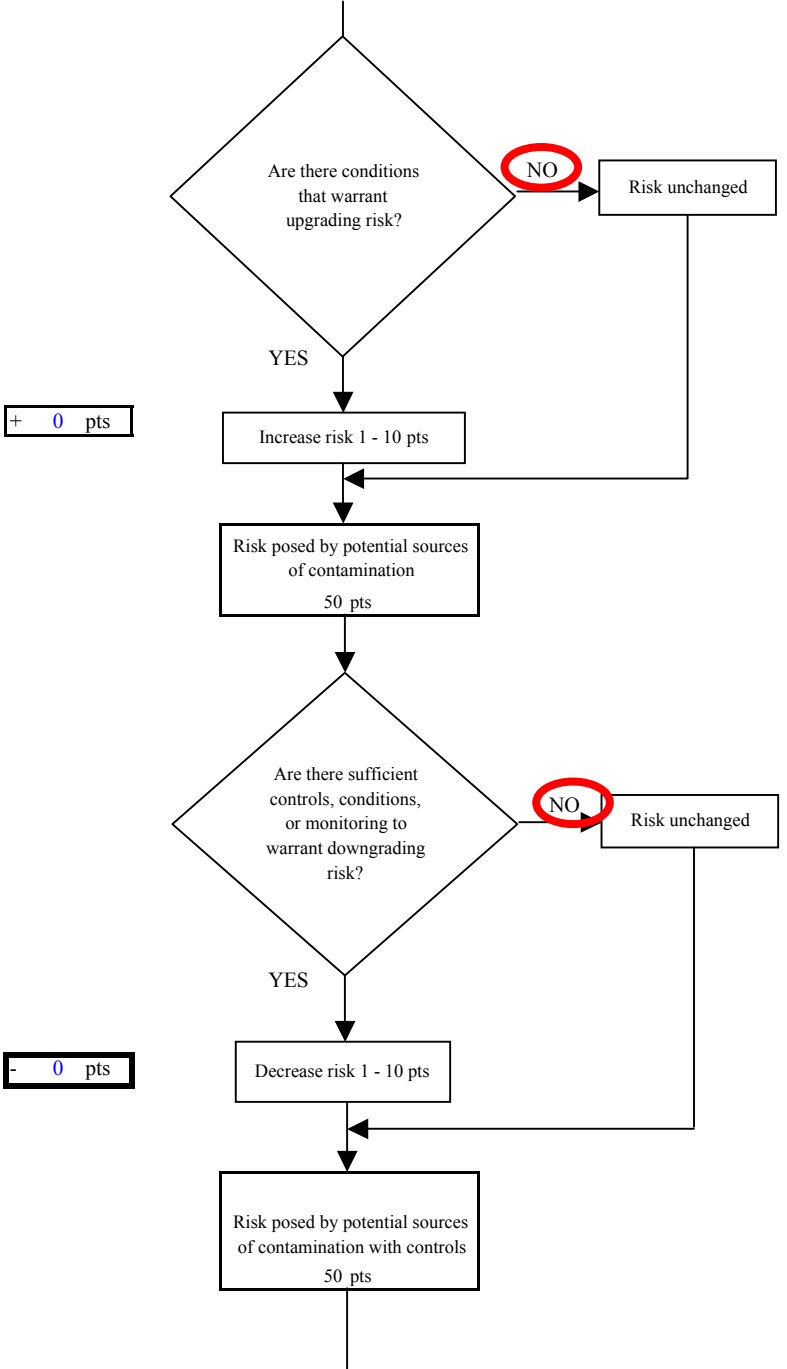 Are there conditions
that warrant
upgrading risk?
NO
Risk unchanged
YES
+ 0 pts
Increase risk 1 - 10 pts
Risk posed by potential sources
of contamination
50 pts
Are there sufficient
controls, conditions,
or monitoring to
warrant downgrading
risk?
NO
Risk unchanged
YES
- 0 pts
Decrease risk 1 - 10 pts
Risk posed by potential sources
of contamination with controls
50 pts